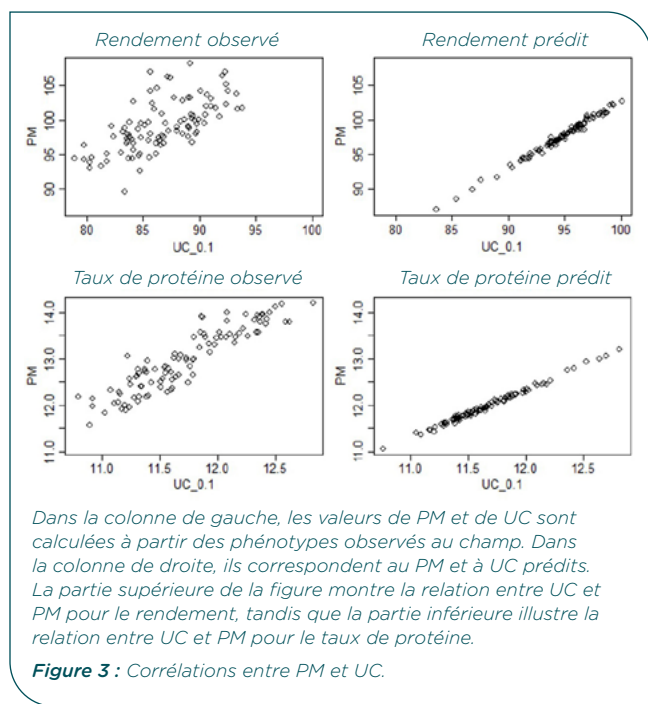 Rendement observé
Rendement prédit
PM
105
100
95
90
80 85 90 95 100
UC_0.1
PM
105
100
95
90
80 85 90 95 100
UC_0.1
Taux de protéine observé
Taux de protéine prédit
PM
14.0
13.0
12.0
11.0
11.0 11.5 12.0 12.5
UC_0.1
PM
14.0
13.0
12.0
11.0
11.0 11.5 12.0 12.5
UC_0.1
Dans la colonne de gauche, les valeurs de PM et de UC sont
calculées à partir des phénotypes observés au champ. Dans
la colonne de droite, ils correspondent au PM et à UC prédits.
La partie supérieure de la figure montre la relation entre UC et
PM pour le rendement, tandis que la partie inférieure illustre la
relation entre UC et PM pour le taux de protéine.
Figure 3 : Corrélations entre PM et UC.